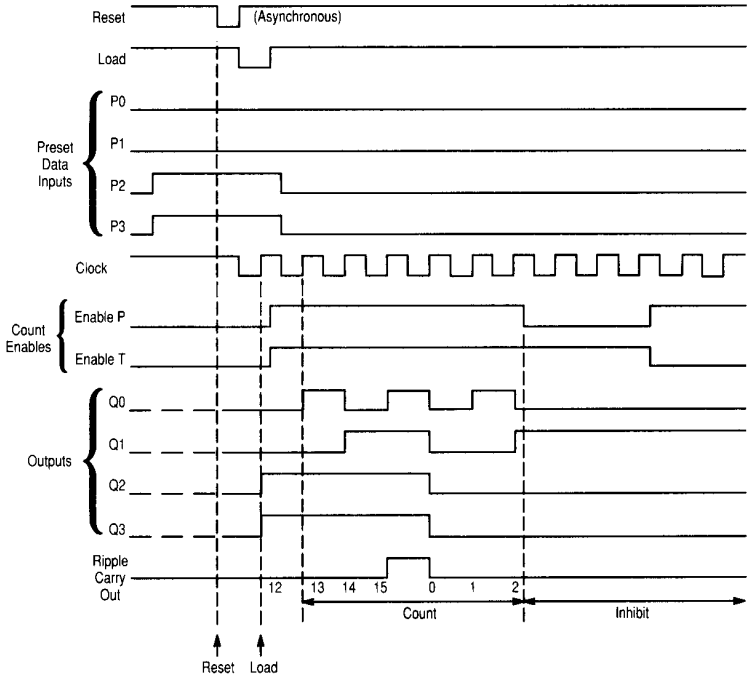 Reset
(Asynchronous)
Load
P0
P1
Preset
Data
Inputs
P2
P3
Clock
Enable P
Count
Enables
Enable T
Q0
Q1
Outputs
Q2
Q3
Ripple
Carry
Out
12 13 14 15 0 1 2
Count
Inhibit
Reset Load